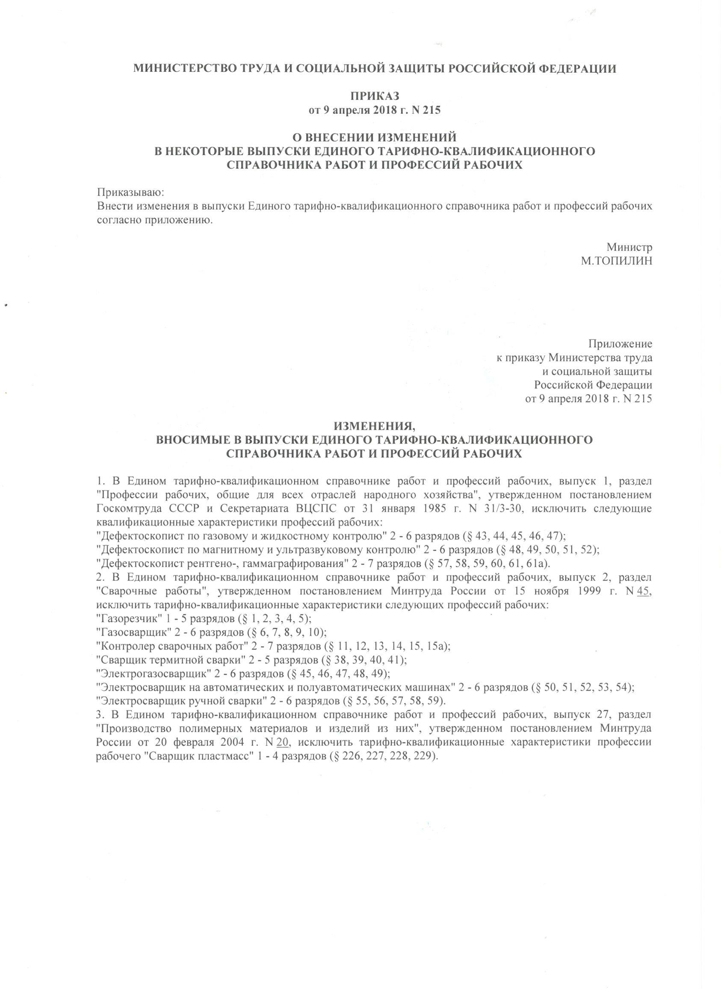 МИНИСТЕРСТВО ТРУДА И СОЦИАЛЬНОЙ ЗАЩИТЫ РОССИЙСКОЙ ФЕДЕРАЦИИ
ПРИКАЗ
от 9 апреля 2018 г. N 215
О ВНЕСЕНИИ ИЗМЕНЕНИЙ
В НЕКОТОРЫЕ ВЫПУСКИ ЕДИНОГО ТАРИФНО-КВАЛИФИКАЦИОННОГО
СПРАВОЧНИКА РАБОТ И ПРОФЕССИЙ РАБОЧИХ
Приказываю:
Внести изменения в выпуски Единого тарифно-квалификационного справочника работ и профессий рабочих
согласно приложению.
Министр
М.ТОПИЛИН
Приложение
к приказу Министерства труда
и социальной защиты
Российской Федерации
от 9 апреля 2018 г. N 215
ИЗМЕНЕНИЯ,
ВНОСИМЫЕ В ВЫПУСКИ ЕДИНОГО ТАРИФНО-КВАЛИФИКАЦИОННОГО
СПРАВОЧНИКА РАБОТ И ПРОФЕССИЙ РАБОЧИХ
1. В Едином тарифно-квалификационном справочнике работ и профессий рабочих, выпуск 1, раздел
"Профессии рабочих, общие для всех отраслей народного хозяйства", утвержденном постановлением
Госкомтруда СССР и Секретариата ВЦСПС от 31 января 1985 г. N 31/3-30, исключить следующие
квалификационные характеристики профессий рабочих:
"Дефектоскопист по газовому и жидкостному контролю" 2 - 6 разрядов (§ 43, 44, 45, 46, 47);
"Дефектоскопист по магнитному и ультразвуковому контролю" 2 - 6 разрядов (§ 48, 49, 50, 51, 52);
"Дефектоскопист рентгено-, гаммаграфирования" 2 - 7 разрядов (§ 57, 58, 59, 60, 61, 61а).
2. В Едином тарифно-квалификационном справочнике работ и профессий рабочих, выпуск 2, раздел
"Сварочные работы", утвержденном постановлением Минтруда России от 15 ноября 1999 г. N 45,
исключить тарифно-квалификационные характеристики следующих профессий рабочих:
"Газорезчик" 1 - 5 разрядов (§ 1, 2, 3, 4, 5);
"Газосварщик" 2 - 6 разрядов (§ 6, 7, 8, 9, 10);
"Контролер сварочных работ" 2 - 7 разрядов (§ 11, 12, 13, 14, 15, 15а);
"Сварщик термитной сварки" 2 - 5 разрядов (§ 38, 39, 40, 41);
"Электрогазосварщик" 2 - 6 разрядов (§ 45, 46, 47, 48, 49);
"Электросварщик на автоматических и полуавтоматических машинах" 2 - 6 разрядов (§ 50, 51, 52, 53, 54);
"Электросварщик ручной сварки" 2 - 6 разрядов (§ 55, 56, 57, 58, 59).
3. В Едином тарифно-квалификационном справочнике работ и профессий рабочих, выпуск 27, раздел
"Производство полимерных материалов и изделий из них", утвержденном постановлением Минтруда
России от 20 февраля 2004 г. N 20, исключить тарифно-квалификационные характеристики профессии
рабочего "Сварщик пластмасс" 1 - 4 разрядов (§ 226, 227, 228, 229).